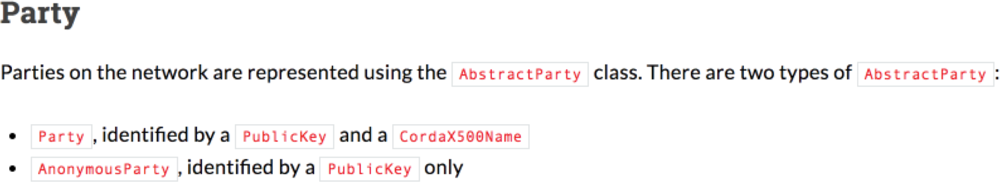 Party
Parties on the network are represented using the AbstractParty class. There are two types of AbstractParty:
• Party, identified by a PublicKey and a CordaX500Name
• AnonymousParty, identified by a PublicKey only